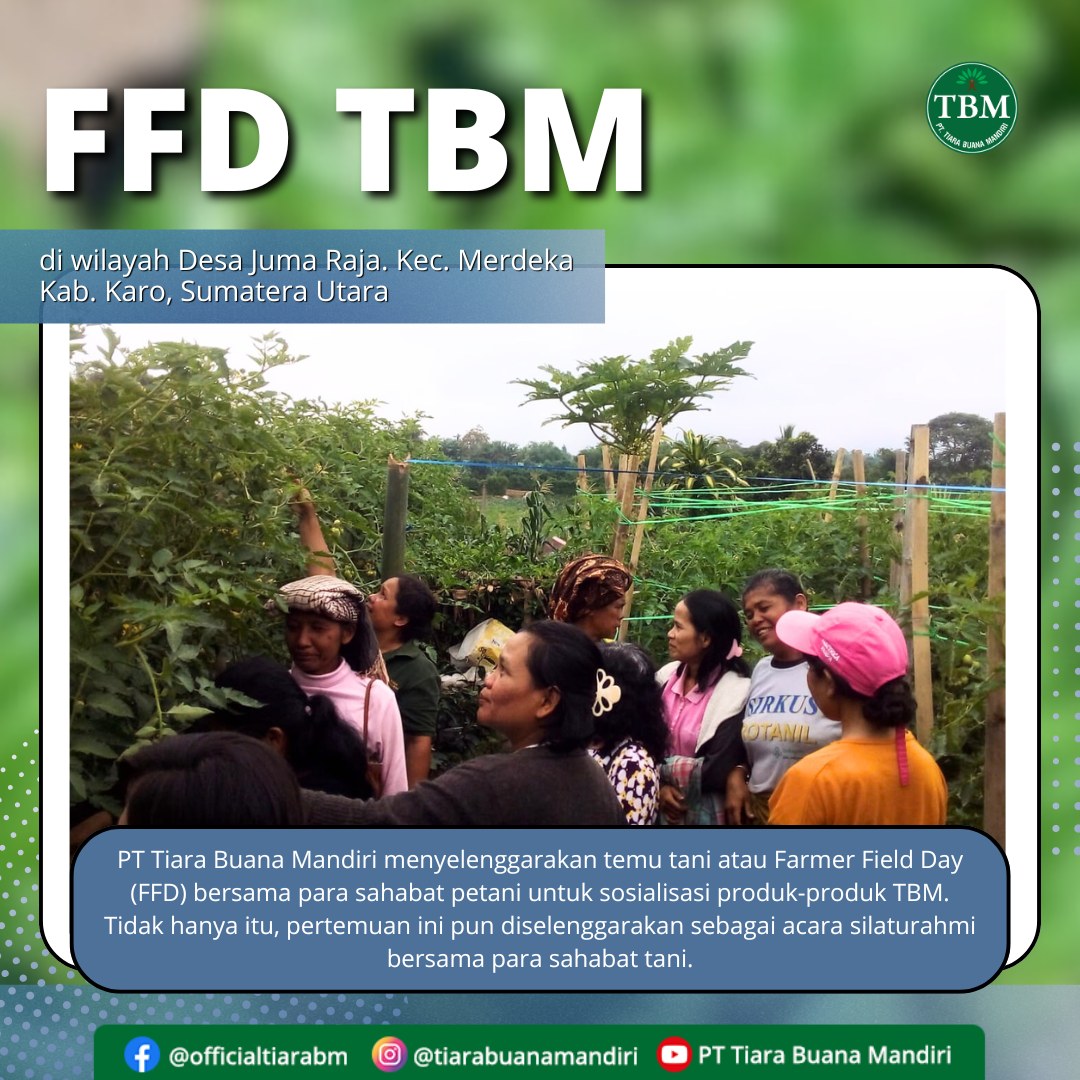 FFD TBM
TBM
PT. TIARA BUANA MANDIRI
di wilayah Desa Juma Raja. Kec. Merdeka
Kab. Karo, Sumatera Utara
SIRKUS
BOTANIL
PT Tiara Buana Mandiri menyelenggarakan temu tani atau Farmer Field Day
(FFD) bersama para sahabat petani untuk sosialisasi produk-produk TBM.
Tidak hanya itu, pertemuan ini pun diselenggarakan sebagai acara silaturahmi
bersama para sahabat tani.
@officialtiarabm @tiarabuanamandiri PT Tiara Buana Mandiri